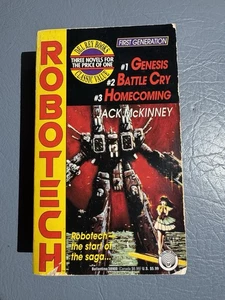 ROBOTECH
DEL REY BOOKS
THREE NOVELS FOR
THE PRICE OF ONE
CLASSIC VALUE
FIRST GENERATION
#1 GENESIS
#2 BATTLE CRY
#3 HOMECOMING
JACK MCKINNEY
Robotech—
the start of
the saga...